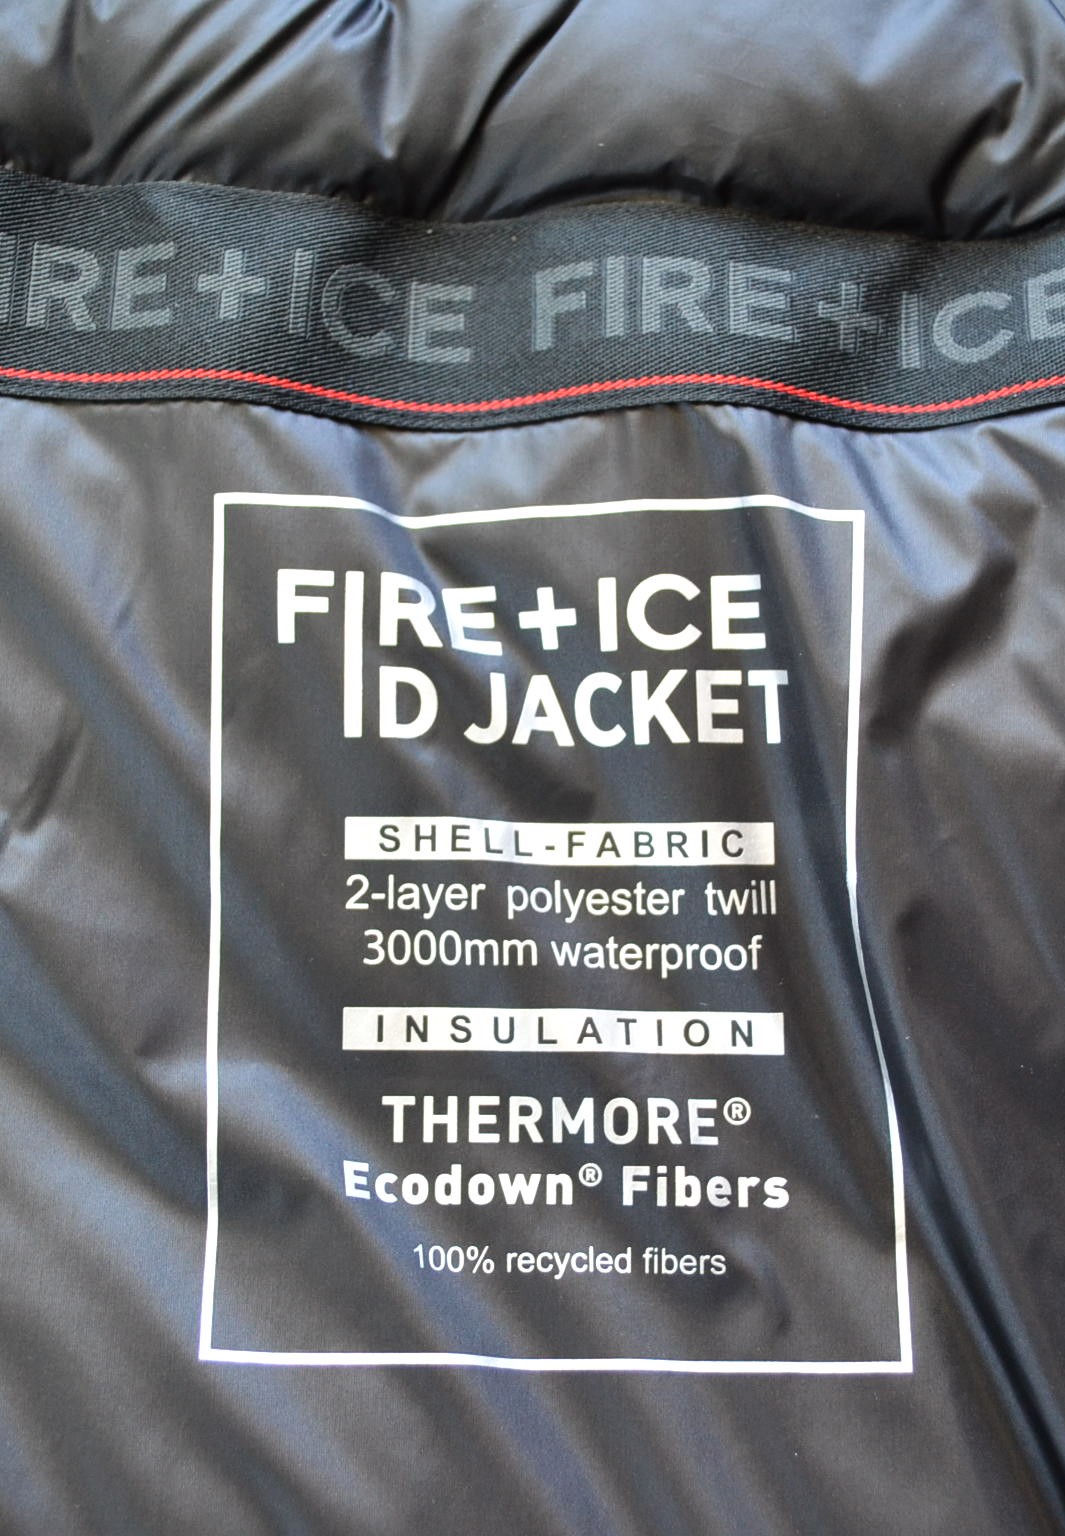 FIRE+ICE FIRE+ICE
FIRE+ICE
ID JACKET
SHELL-FABRIC
2-layer polyester twill
3000mm waterproof
INSULATION
THERMORE®
Ecodown® Fibers
100% recycled fibers